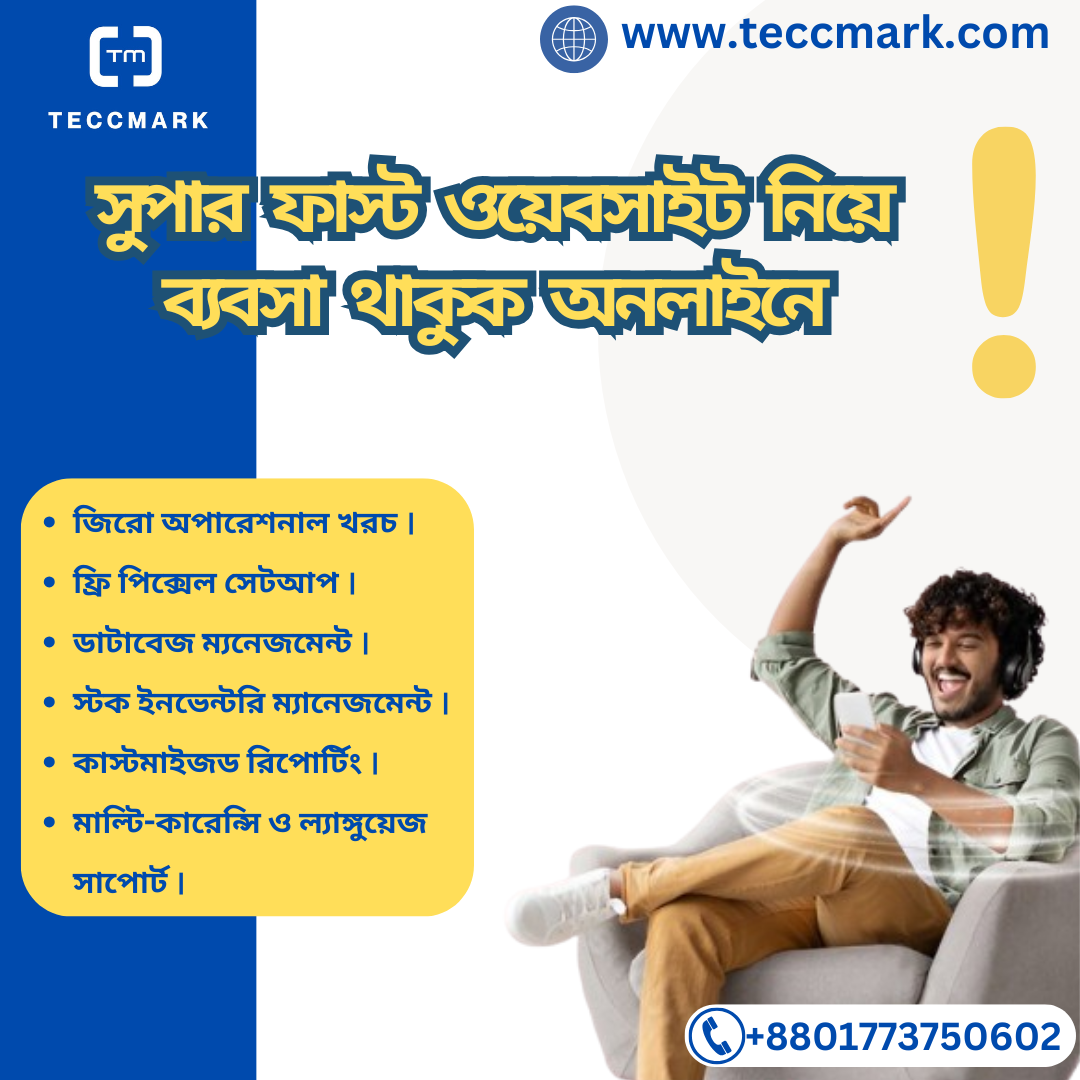 TM
TECCMARK
www.teccmark.com
সুপার ফাস্ট ওয়েবসাইট নিয়ে
ব্যবসা থাকুক অনলাইনে
!
• জিরো অপারেশনাল খরচ।
• ফ্রি পিক্সেল সেটআপ।
• ডাটাবেজ ম্যনেজমেন্ট।
• স্টক ইনভেন্টরি ম্যানেজমেন্ট।
• কাস্টমাইজড রিপোর্টিং।
• মাল্টি-কারেন্সি ও ল্যাঙ্গুয়েজ
সাপোর্ট।
+8801773750602